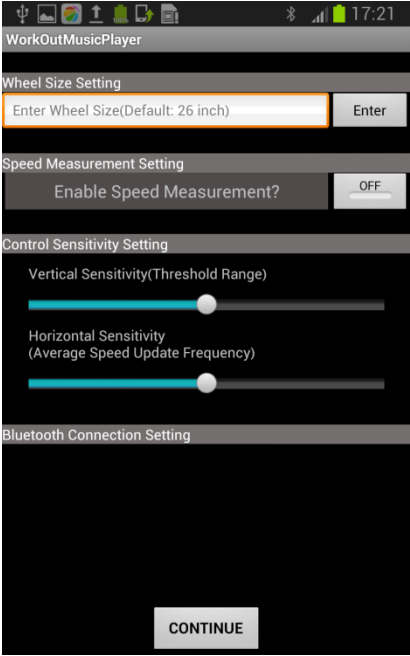 17:21
WorkOutMusicPlayer
Wheel Size Setting
Enter Wheel Size(Default: 26 inch) Enter
Speed Measurement Setting
Enable Speed Measurement? OFF
Control Sensitivity Setting
Vertical Sensitivity(Threshold Range)
Horizontal Sensitivity
(Average Speed Update Frequency)
Bluetooth Connection Setting
CONTINUE